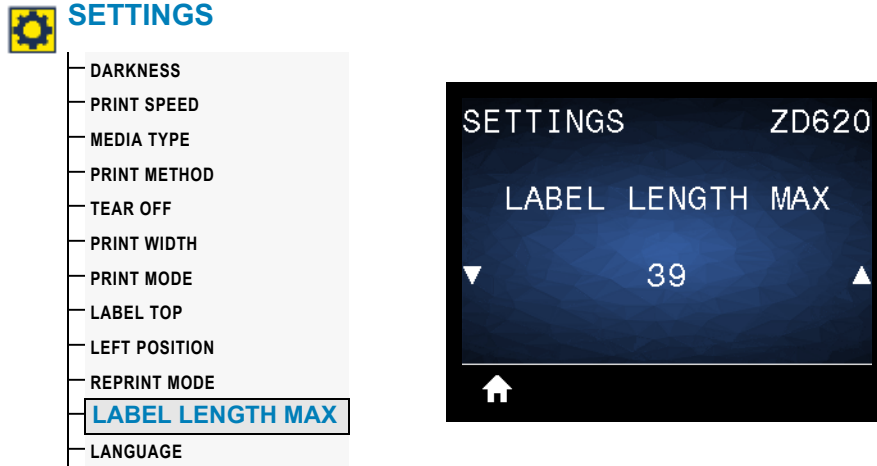 SETTINGS
DARKNESS
PRINT SPEED
MEDIA TYPE
PRINT METHOD
TEAR OFF
PRINT WIDTH
PRINT MODE
LABEL TOP
LEFT POSITION
REPRINT MODE
LABEL LENGTH MAX
LANGUAGE
SETTINGS ZD620
LABEL LENGTH MAX
39